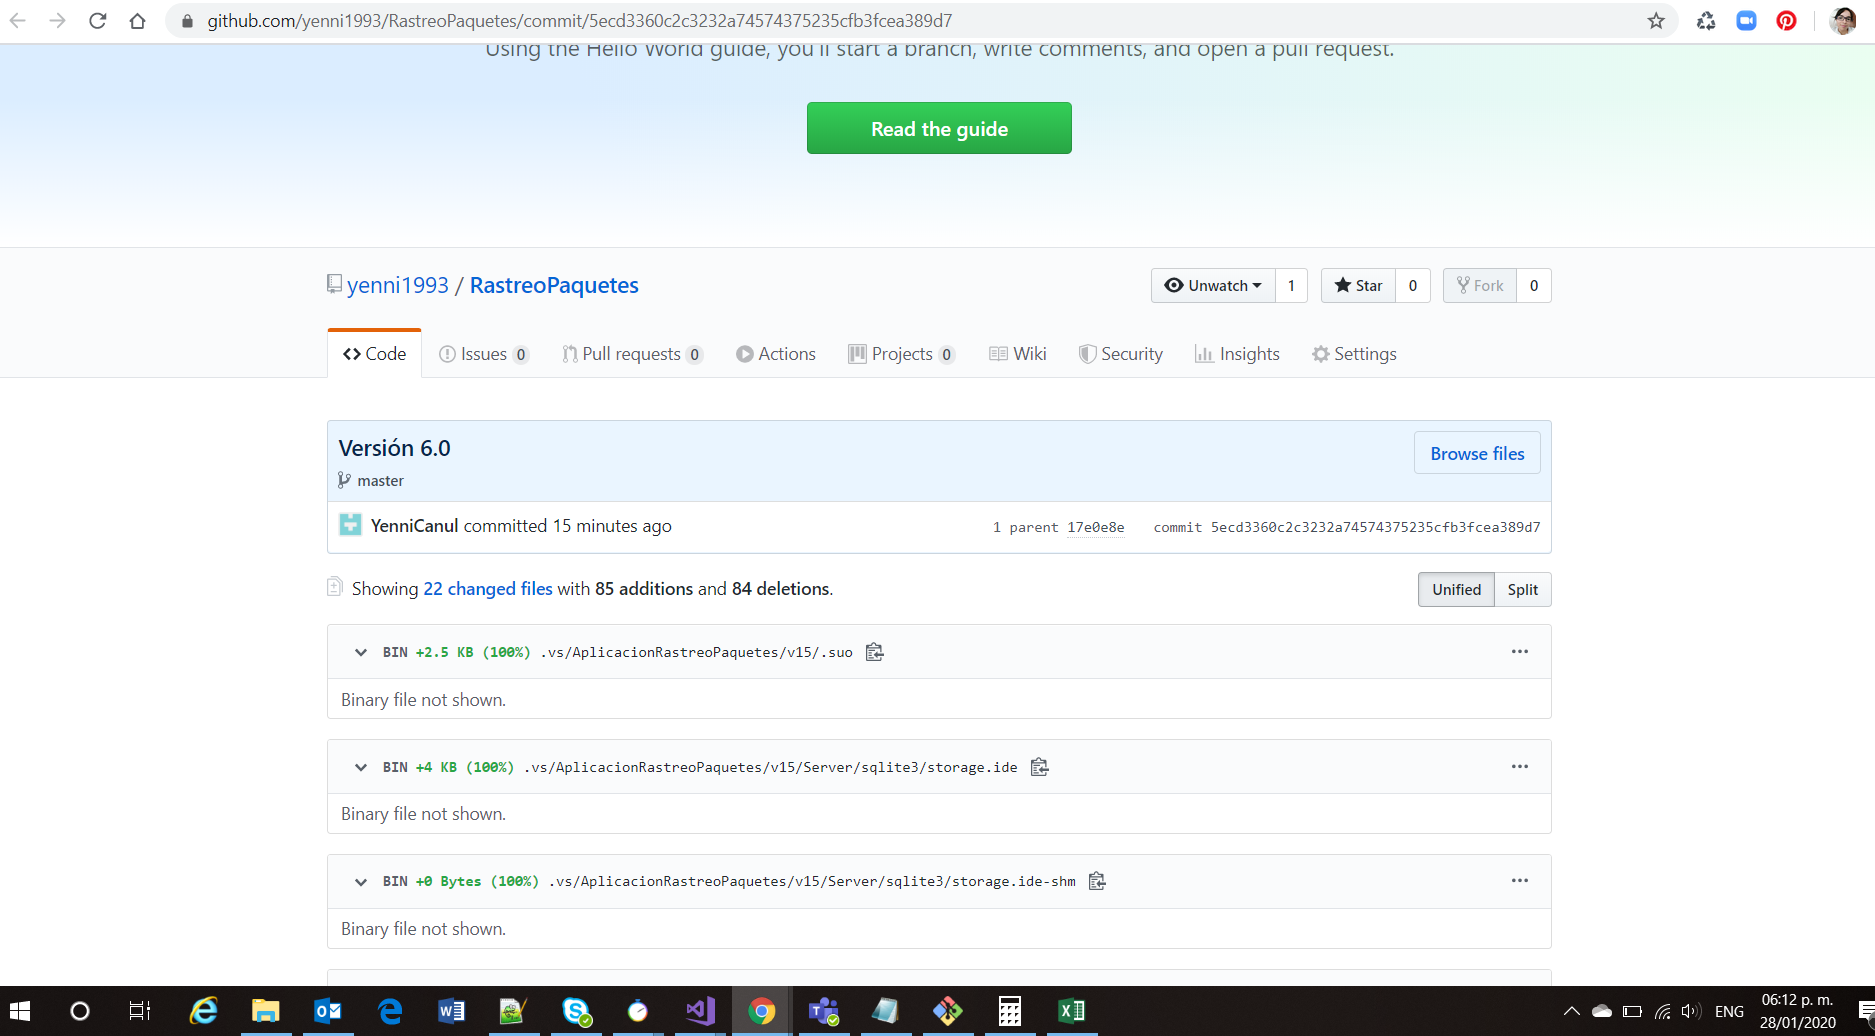 github.com/yenni1993/RastreoPaquetes/commit/5ecd3360c2c3232a74574375235cfb3fcea389d7
Using the Hello World guide, you'll start a branch, write comments, and open a pull request.
Read the guide
yenni1993 / RastreoPaquetes
Unwatch 1 Star 0 Fork 0
Code Issues 0 Pull requests 0 Actions Projects 0 Wiki Security Insights Settings
Versión 6.0
Browse files
master
YenniCanul committed 15 minutes ago 1 parent 17e0e8e commit 5ecd3360c2c3232a74574375235cfb3fcea389d7
Showing 22 changed files with 85 additions and 84 deletions.
Unified Split
BIN +2.5 KB (100%) .vs/AplicacionRastreoPaquetes/v15/.suo
Binary file not shown.
BIN +4 KB (100%) .vs/AplicacionRastreoPaquetes/v15/Server/sqlite3/storage.ide
Binary file not shown.
BIN +0 Bytes (100%) .vs/AplicacionRastreoPaquetes/v15/Server/sqlite3/storage.ide-shm
Binary file not shown.
ENG
06:12 p. m.
28/01/2020